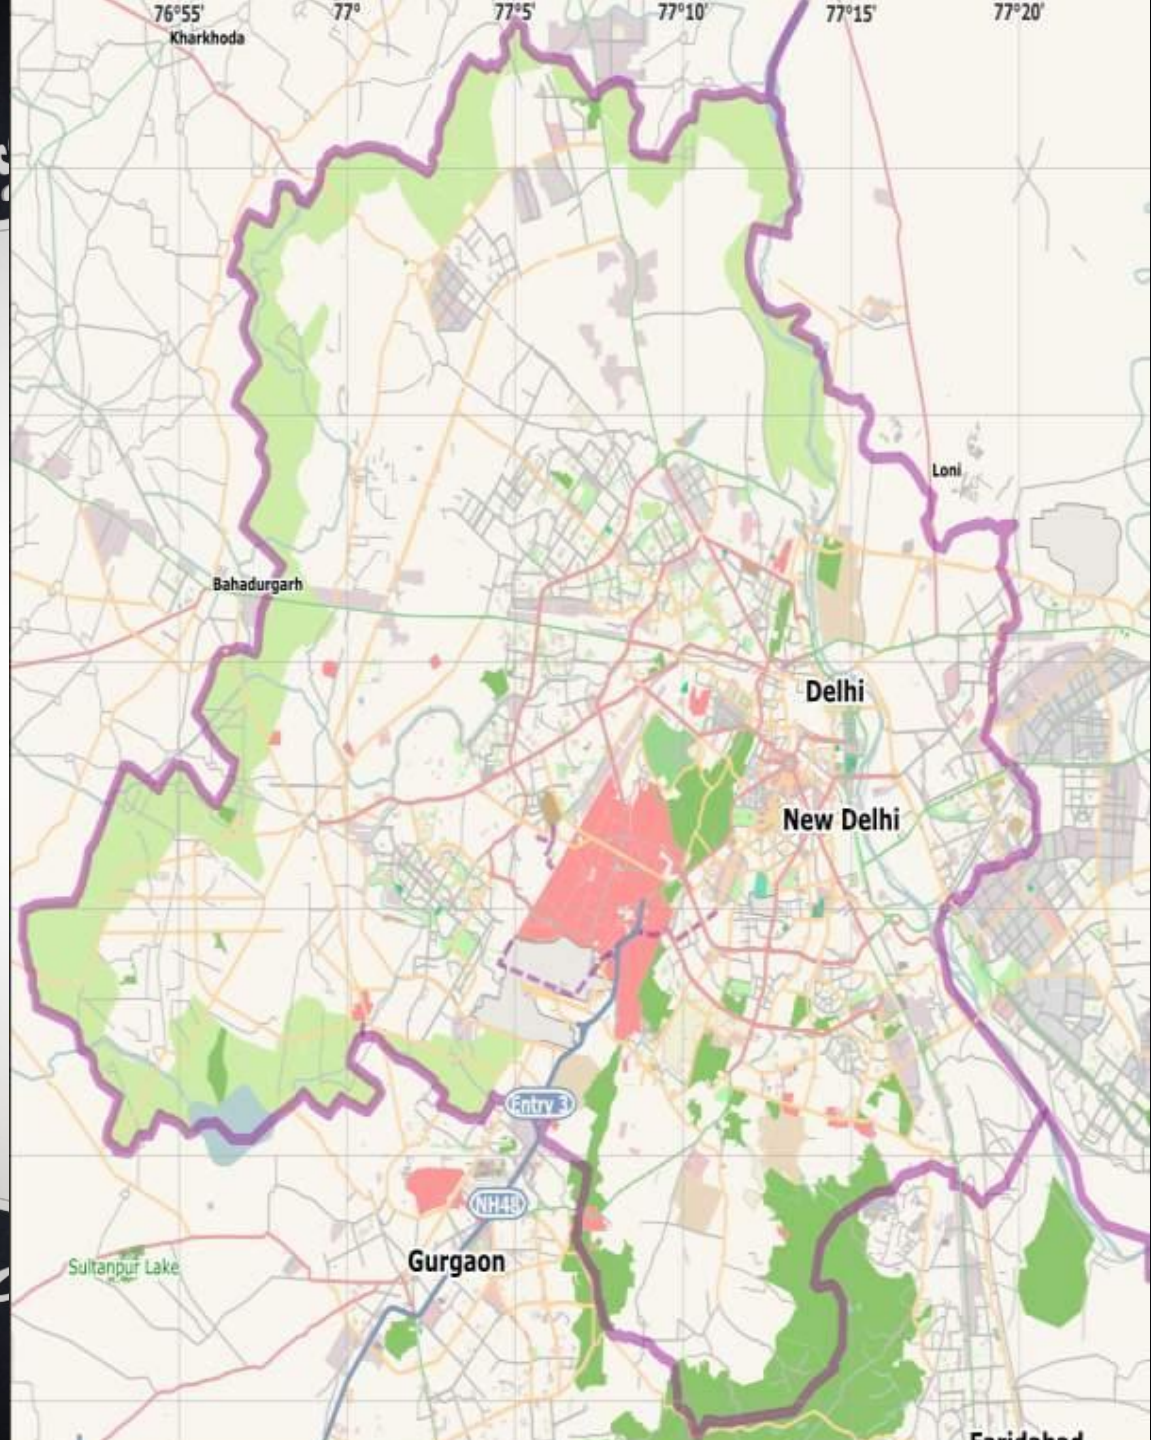 76°55' 77° 77°5' 77°10' 77°15' 77°20'
Kharkhoda
Loni
Bahadurgarh
Delhi
New Delhi
Entry 3
NH48
Gurgaon
Sultanpur Lake
Faridabad